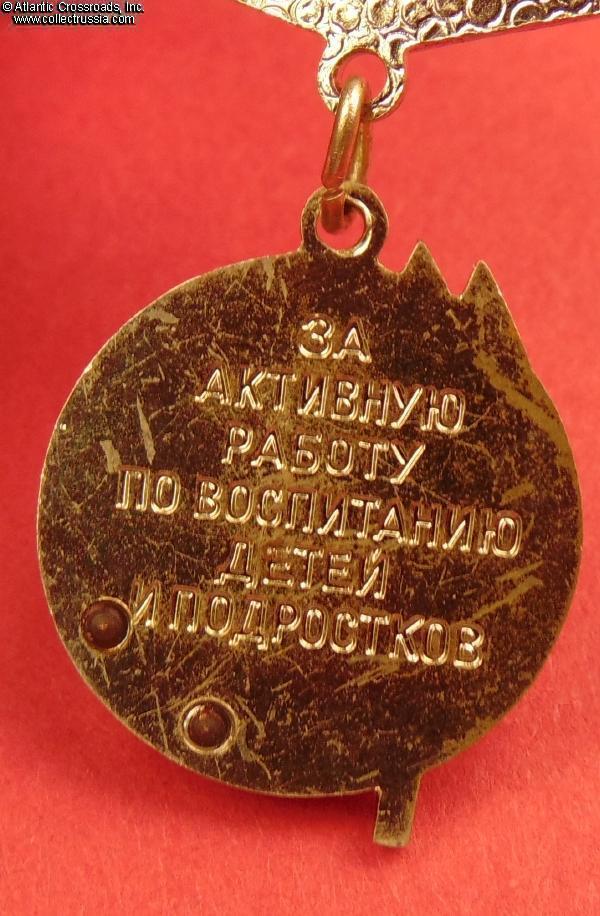 © Atlantic Crossroads, Inc.
www.collectrussia.com
ЗА
АКТИВНУЮ
РАБОТУ
ПО ВОСПИТАНИЮ
ДЕТЕЙ
И ПОДРОСТКОВ